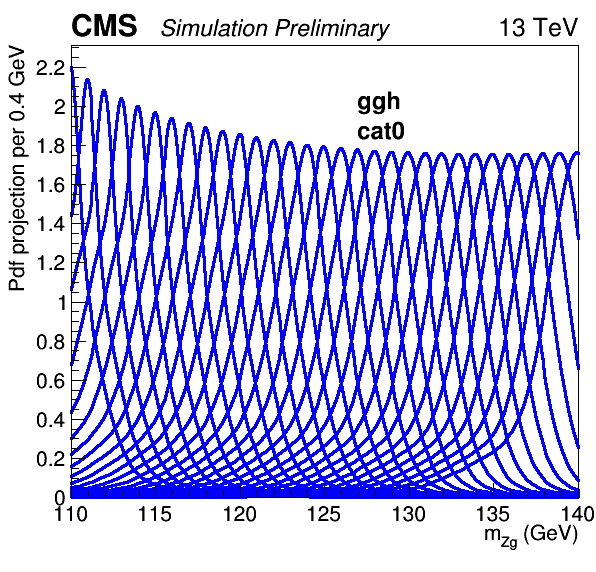 CMS Simulation Preliminary 13 TeV
Pdf projection per 0.4 GeV
ggh
cat0
2.2
2
1.8
1.6
1.4
1.2
1
0.8
0.6
0.4
0.2
0
110 115 120 125 130 135 140
m_Zg (GeV)